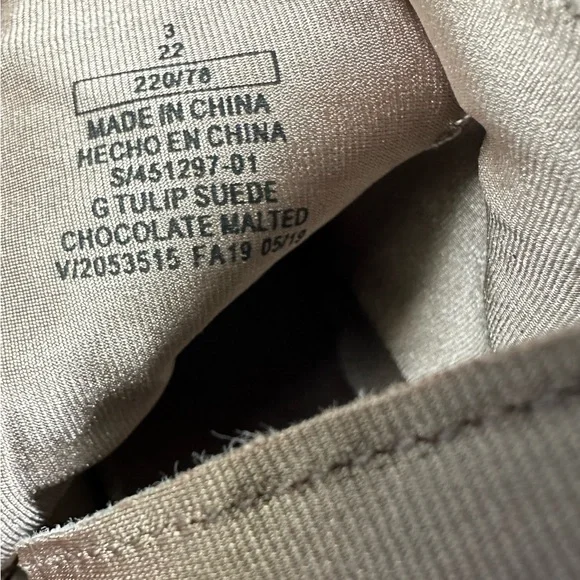 3
22
220/78
MADE IN CHINA
HECHO EN CHINA
S/451297-01
G TULIP SUEDE
CHOCOLATE MALTED
V/2053515 FA19 05/19